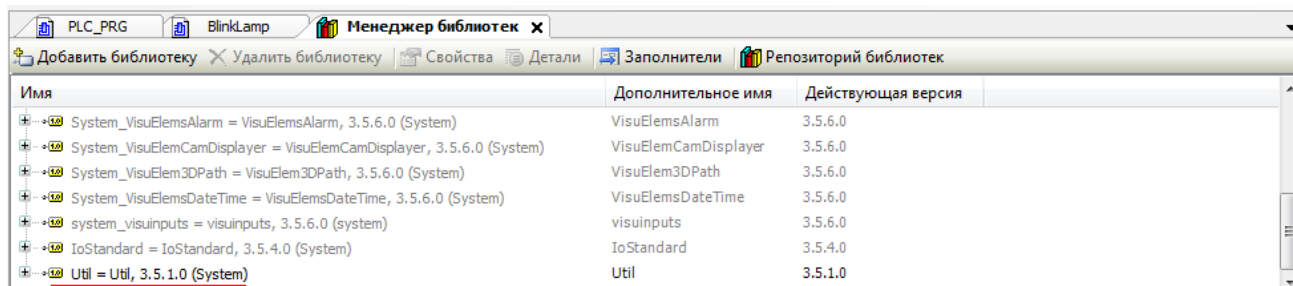 PLC_PRG BlinkLamp Менеджер библиотек X
Добавить библиотеку Удалить библиотеку Свойства Детали Заполнители Репозиторий библиотек
Имя Дополнительное имя Действующая версия
System_VisuElemsAlarm = VisuElemsAlarm, 3.5.6.0 (System) VisuElemsAlarm 3.5.6.0
System_VisuElemCamDisplayer = VisuElemCamDisplayer, 3.5.6.0 (System) VisuElemCamDisplayer 3.5.6.0
System_VisuElem3DPath = VisuElem3DPath, 3.5.6.0 (System) VisuElem3DPath 3.5.6.0
System_VisuElemsDateTime = VisuElemsDateTime, 3.5.6.0 (System) VisuElemsDateTime 3.5.6.0
system_visuinputs = visuinputs, 3.5.6.0 (system) visuinputs 3.5.6.0
IoStandard = IoStandard, 3.5.4.0 (System) IoStandard 3.5.4.0
Util = Util, 3.5.1.0 (System) Util 3.5.1.0